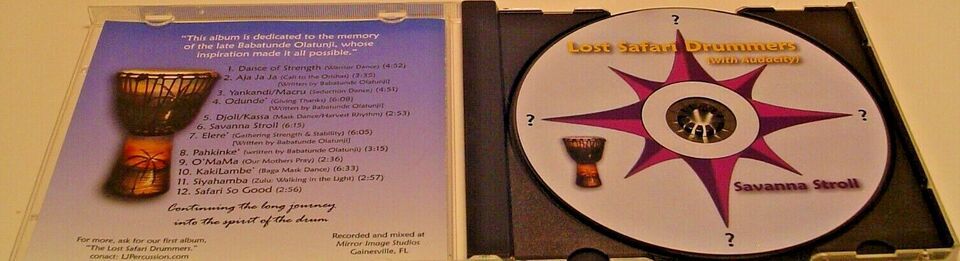 "This album is dedicated to the memory
of the late Babatunde Olatunji, whose
inspiration made it all possible."
1. Dance of Strength (Warrior Dance) (4:52)
2. Aja Ja Ja (Call to the Orishas) (3:35)
[Written by Babatunde Olatunji]
3. Yankandi/Macru (Seduction Dance) (4:51)
4. Odunde' (Giving Thanks) (6:08)
[Written by Babatunde Olatunji]
5. Djoli/Kassa (Mask Dance/Harvest Rhythm) (2:53)
6. Savanna Stroll (6:15)
7. Elere' (Gathering Strength & Stability) (6:05)
[Written by Babatunde Olatunji]
8. Pahkinke' (written by Babatunde Olatunji) (3:15)
9. O'MaMa (Our Mothers Pray) (2:36)
10. KakiLambe' (Baga Mask Dance) (6:33)
11. Siyahamba (Zulu: Walking in the Light) (2:57)
12. Safari So Good (2:56)
Continuing the long journey
into the spirit of the drum
For more, ask for our first album,
"The Lost Safari Drummers,"
conact: LJPercussion.com
Recorded and mixed at
Mirror Image Studios
Gainesville, FL
?
Lost Safari Drummers
(with Audacity)
?
?
Savanna Stroll
?